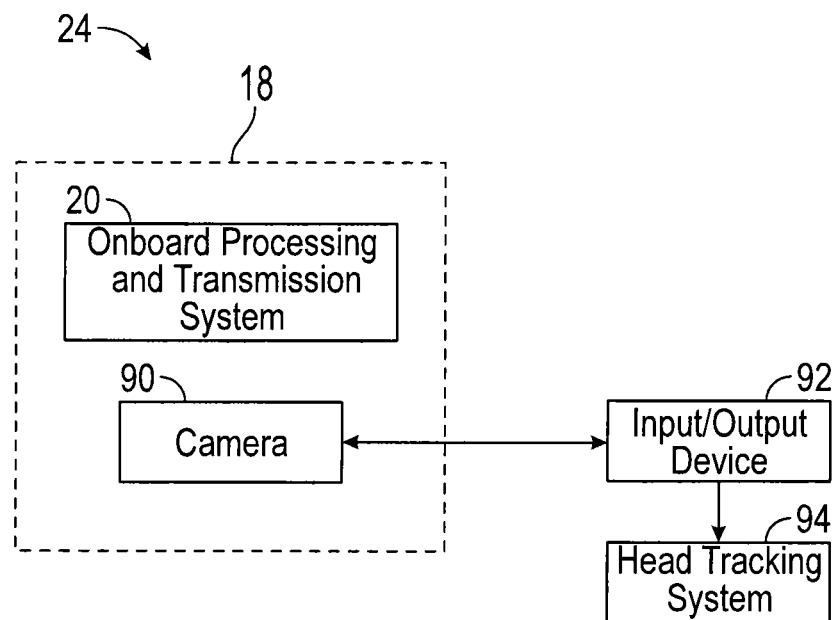 24
18
20
Onboard Processing
and Transmission
System
90
Camera
92
Input/Output
Device
94
Head Tracking
System